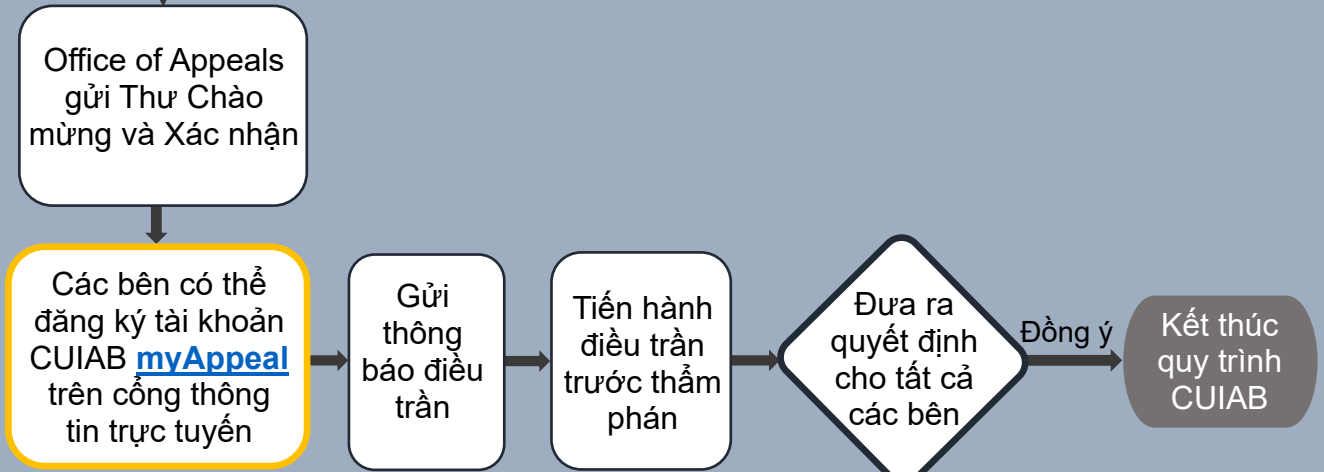 Office of Appeals
gửi Thư Chào
mừng và Xác nhận
Các bên có thể
đăng ký tài khoản
CUIAB myAppeal
trên cổng thông
tin trực tuyến
Gửi
thông
báo điều
trần
Tiến hành
điều trần
trước thẩm
phán
Đưa ra
quyết định
cho tất cả
các bên
Đồng ý
Kết thúc
quy trình
CUIAB